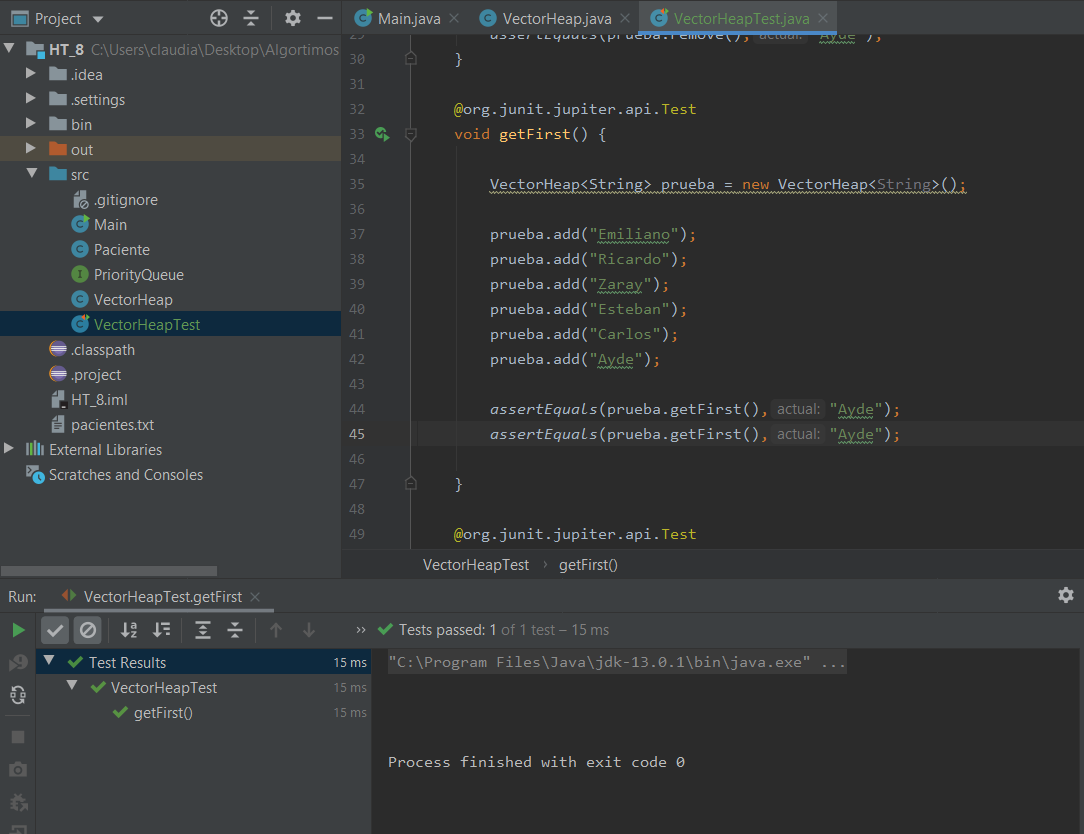 Project
Main.java
VectorHeap.java
VectorHeapTest.java
HT_8 C:\Users\claudia\Desktop\Algortimos
.idea
.settings
bin
out
src
.gitignore
Main
Paciente
PriorityQueue
VectorHeap
VectorHeapTest
.classpath
.project
HT_8.iml
pacientes.txt
External Libraries
Scratches and Consoles
29 assertEquals(prueba.remove(), actual: "Ayde");
30 }
31
32 @org.junit.jupiter.api.Test
33 void getFirst() {
34
35 VectorHeap<String> prueba = new VectorHeap<String>();
36
37 prueba.add("Emiliano");
38 prueba.add("Ricardo");
39 prueba.add("Zaray");
40 prueba.add("Esteban");
41 prueba.add("Carlos");
42 prueba.add("Ayde");
43
44 assertEquals(prueba.getFirst(), actual: "Ayde");
45 assertEquals(prueba.getFirst(), actual: "Ayde");
46
47 }
48
49 @org.junit.jupiter.api.Test
VectorHeapTest › getFirst()
Run: VectorHeapTest.getFirst
» Tests passed: 1 of 1 test – 15 ms
Test Results 15 ms
VectorHeapTest 15 ms
getFirst() 15 ms
"C:\Program Files\Java\jdk-13.0.1\bin\java.exe" ...
Process finished with exit code 0